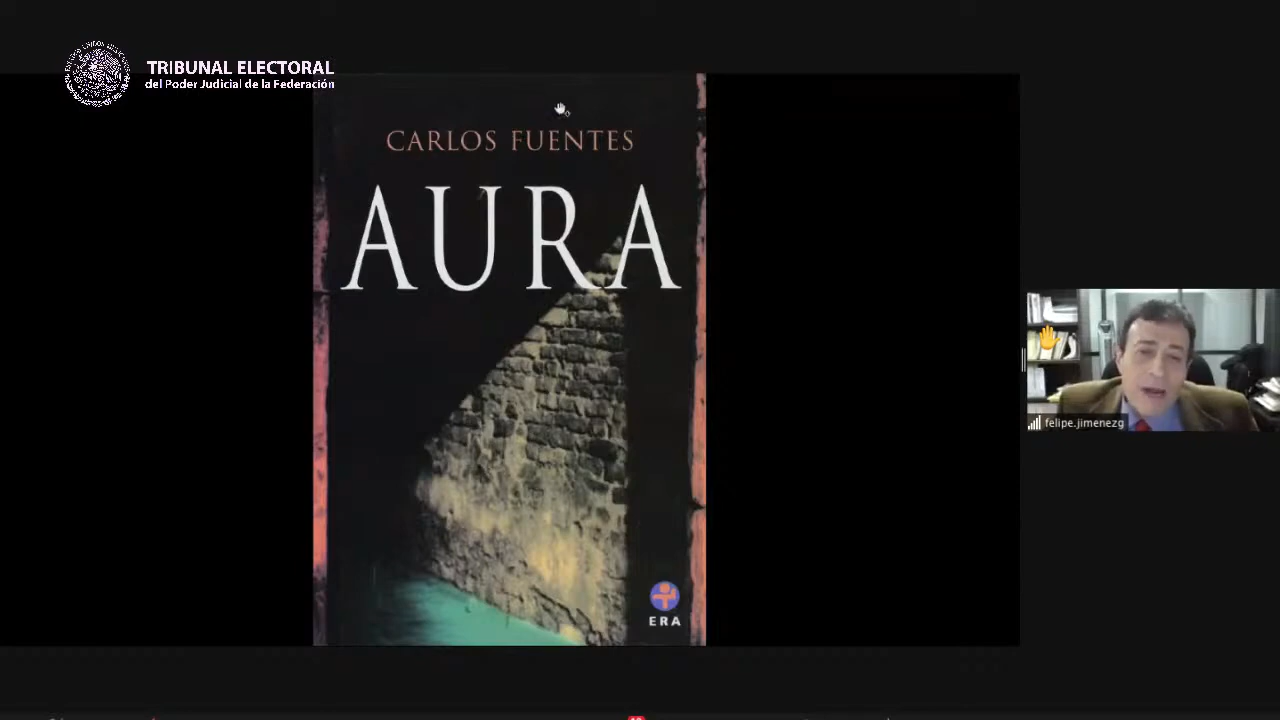 TRIBUNAL ELECTORAL
del Poder Judicial de la Federación
CARLOS FUENTES
AURA
ERA
felipe.jimenezg